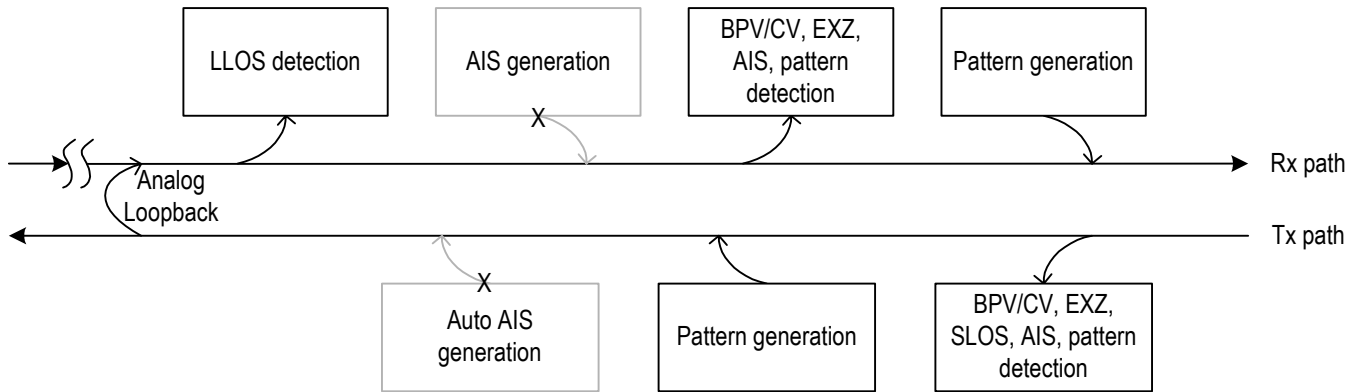 LLOS detection
AIS generation
BPV/CV, EXZ,
AIS, pattern
detection
Pattern generation
X
Rx path
Analog
Loopback
Tx path
X
Auto AIS
generation
Pattern generation
BPV/CV, EXZ,
SLOS, AIS, pattern
detection